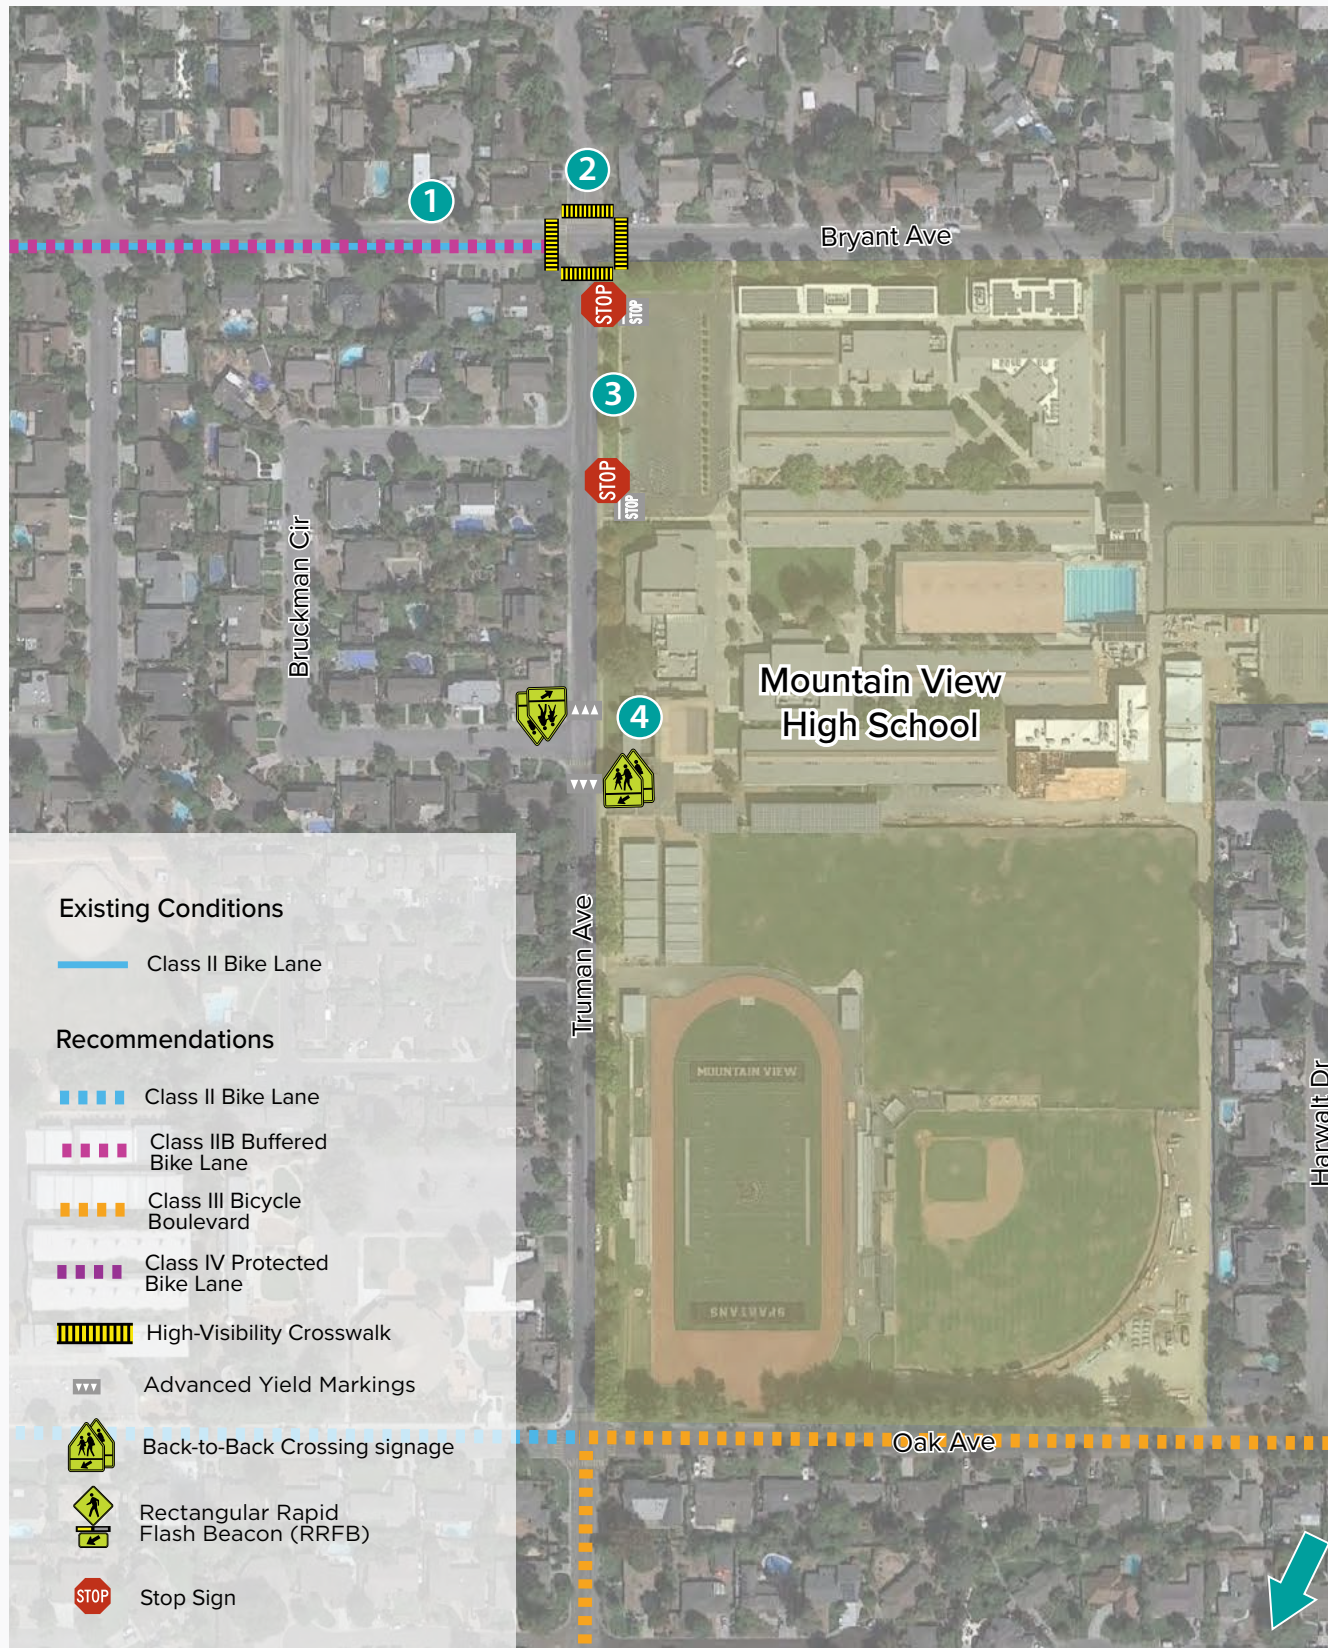 1
2
Bryant Ave
STOP
STOP
3
STOP
STOP
Bruckman Cir
Mountain View
High School
4
Truman Ave
Existing Conditions
Class II Bike Lane
Recommendations
Class II Bike Lane
Class IIB Buffered
Bike Lane
Class III Bicycle
Boulevard
Class IV Protected
Bike Lane
High-Visibility Crosswalk
Advanced Yield Markings
Back-to-Back Crossing signage
Rectangular Rapid
Flash Beacon (RRFB)
STOP
Stop Sign
MOUNTAIN VIEW
SPARTANS
Harwalt Dr
Oak Ave